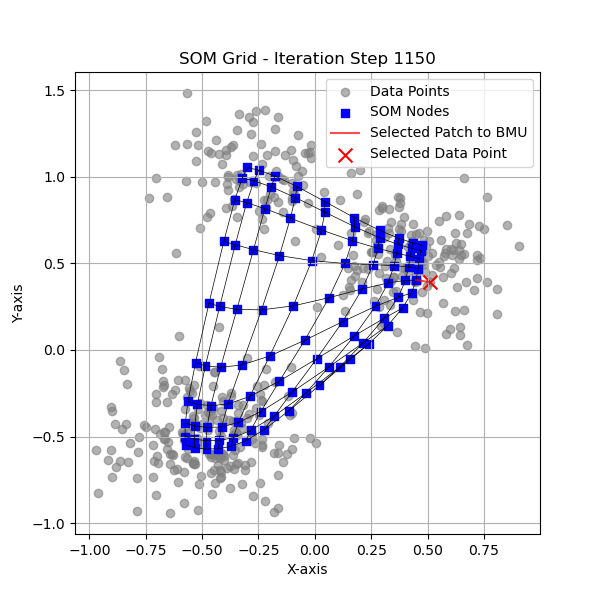 SOM Grid - Iteration Step 1150
Data Points
SOM Nodes
Selected Patch to BMU
Selected Data Point
Y-axis
1.5
1.0
0.5
0.0
−0.5
−1.0
−1.00 −0.75 −0.50 −0.25 0.00 0.25 0.50 0.75
X-axis